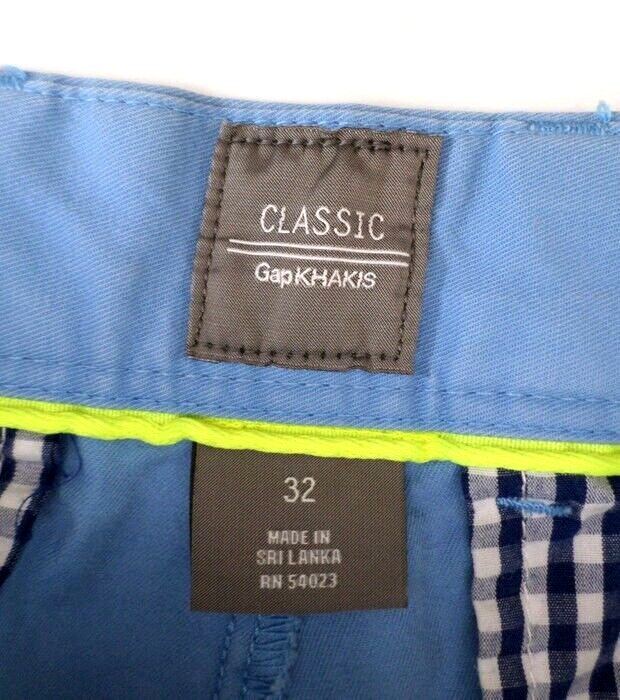 CLASSIC
GapKHAKIS
32
MADE IN
SRI LANKA
RN 54023